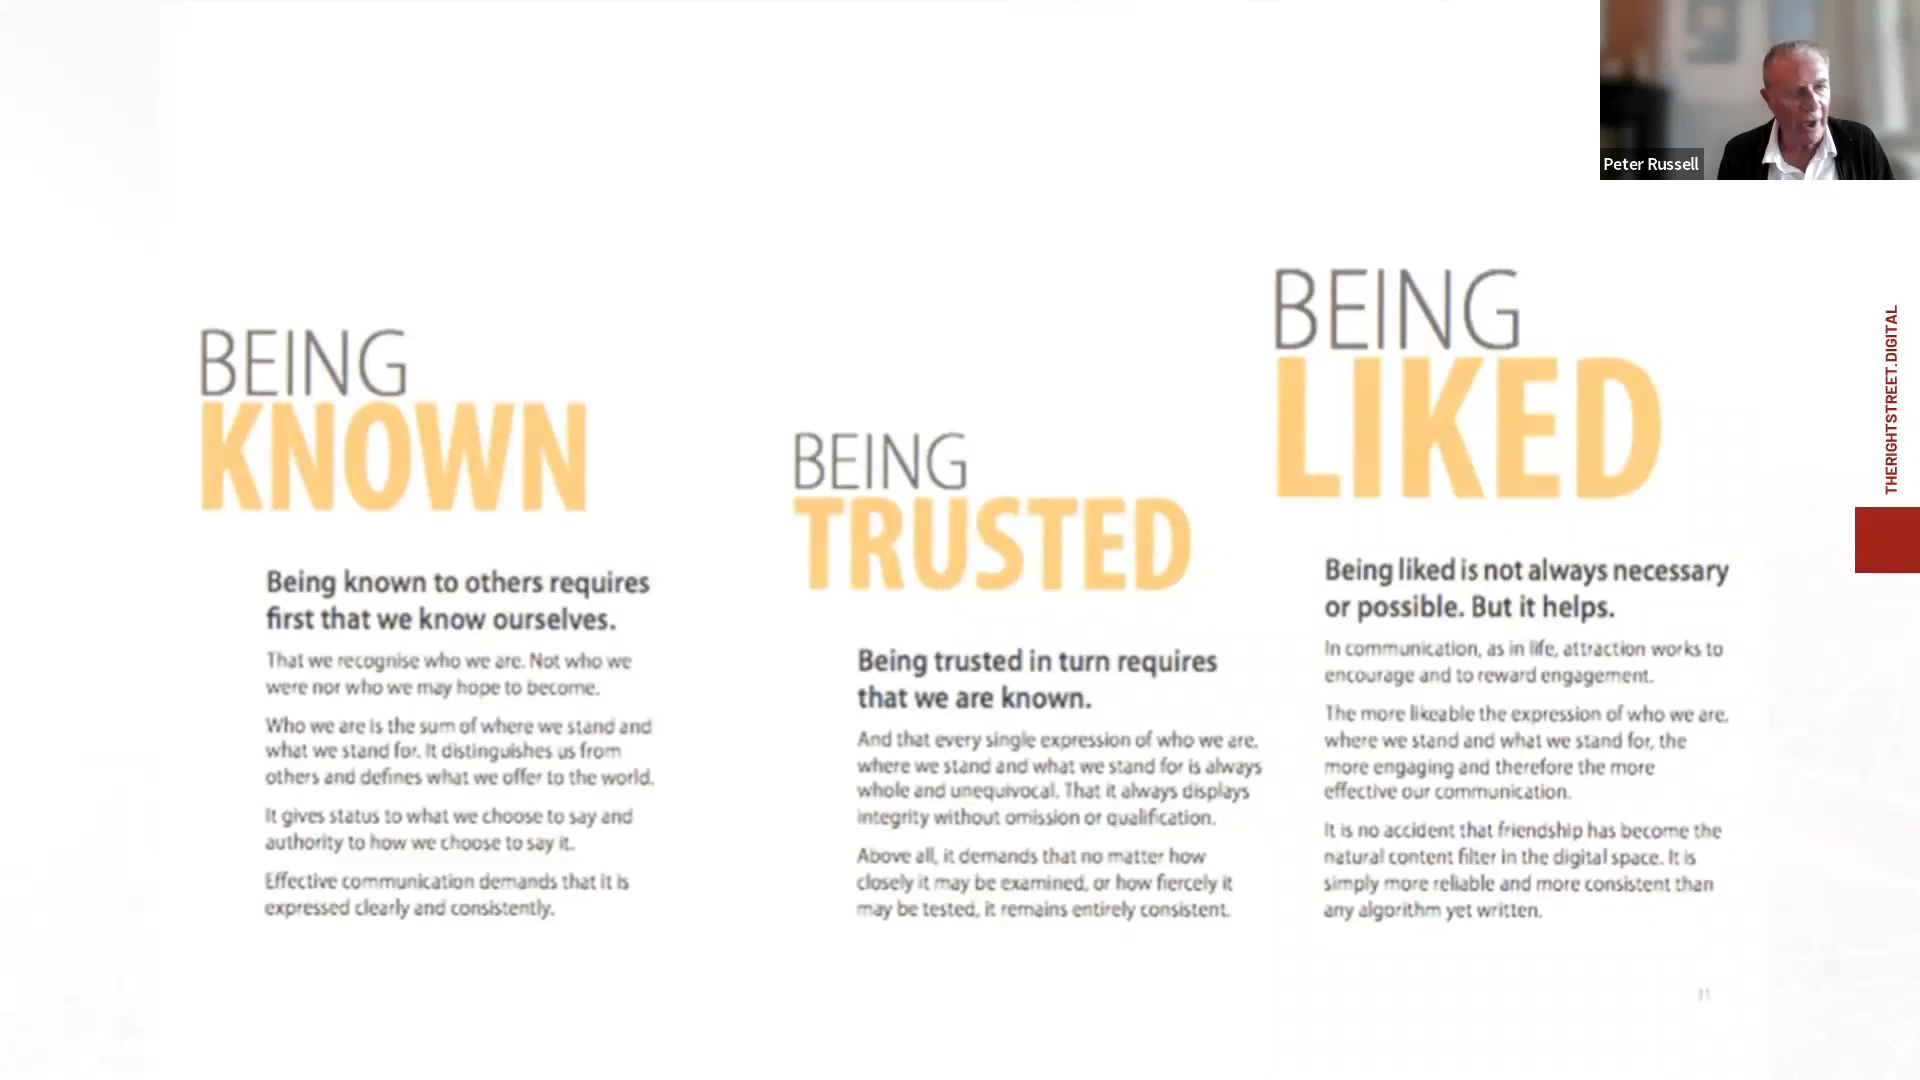 Peter Russell
BEING
KNOWN
Being known to others requires
first that we know ourselves.
That we recognise who we are. Not who we
were nor who we may hope to become.
Who we are is the sum of where we stand and
what we stand for. It distinguishes us from
others and defines what we offer to the world.
It gives status to what we choose to say and
authority to how we choose to say it.
Effective communication demands that it is
expressed clearly and consistently.
BEING
TRUSTED
Being trusted in turn requires
that we are known.
And that every single expression of who we are,
where we stand and what we stand for is always
whole and unequivocal. That it always displays
integrity without omission or qualification.
Above all, it demands that no matter how
closely it may be examined, or how fiercely it
may be tested, it remains entirely consistent.
BEING
LIKED
Being liked is not always necessary
or possible. But it helps.
In communication, as in life, attraction works to
encourage and to reward engagement.
The more likeable the expression of who we are,
where we stand and what we stand for, the
more engaging and therefore the more
effective our communication.
It is no accident that friendship has become the
natural content filter in the digital space. It is
simply more reliable and more consistent than
any algorithm yet written.
11
THERIGHTSTREET.DIGITAL